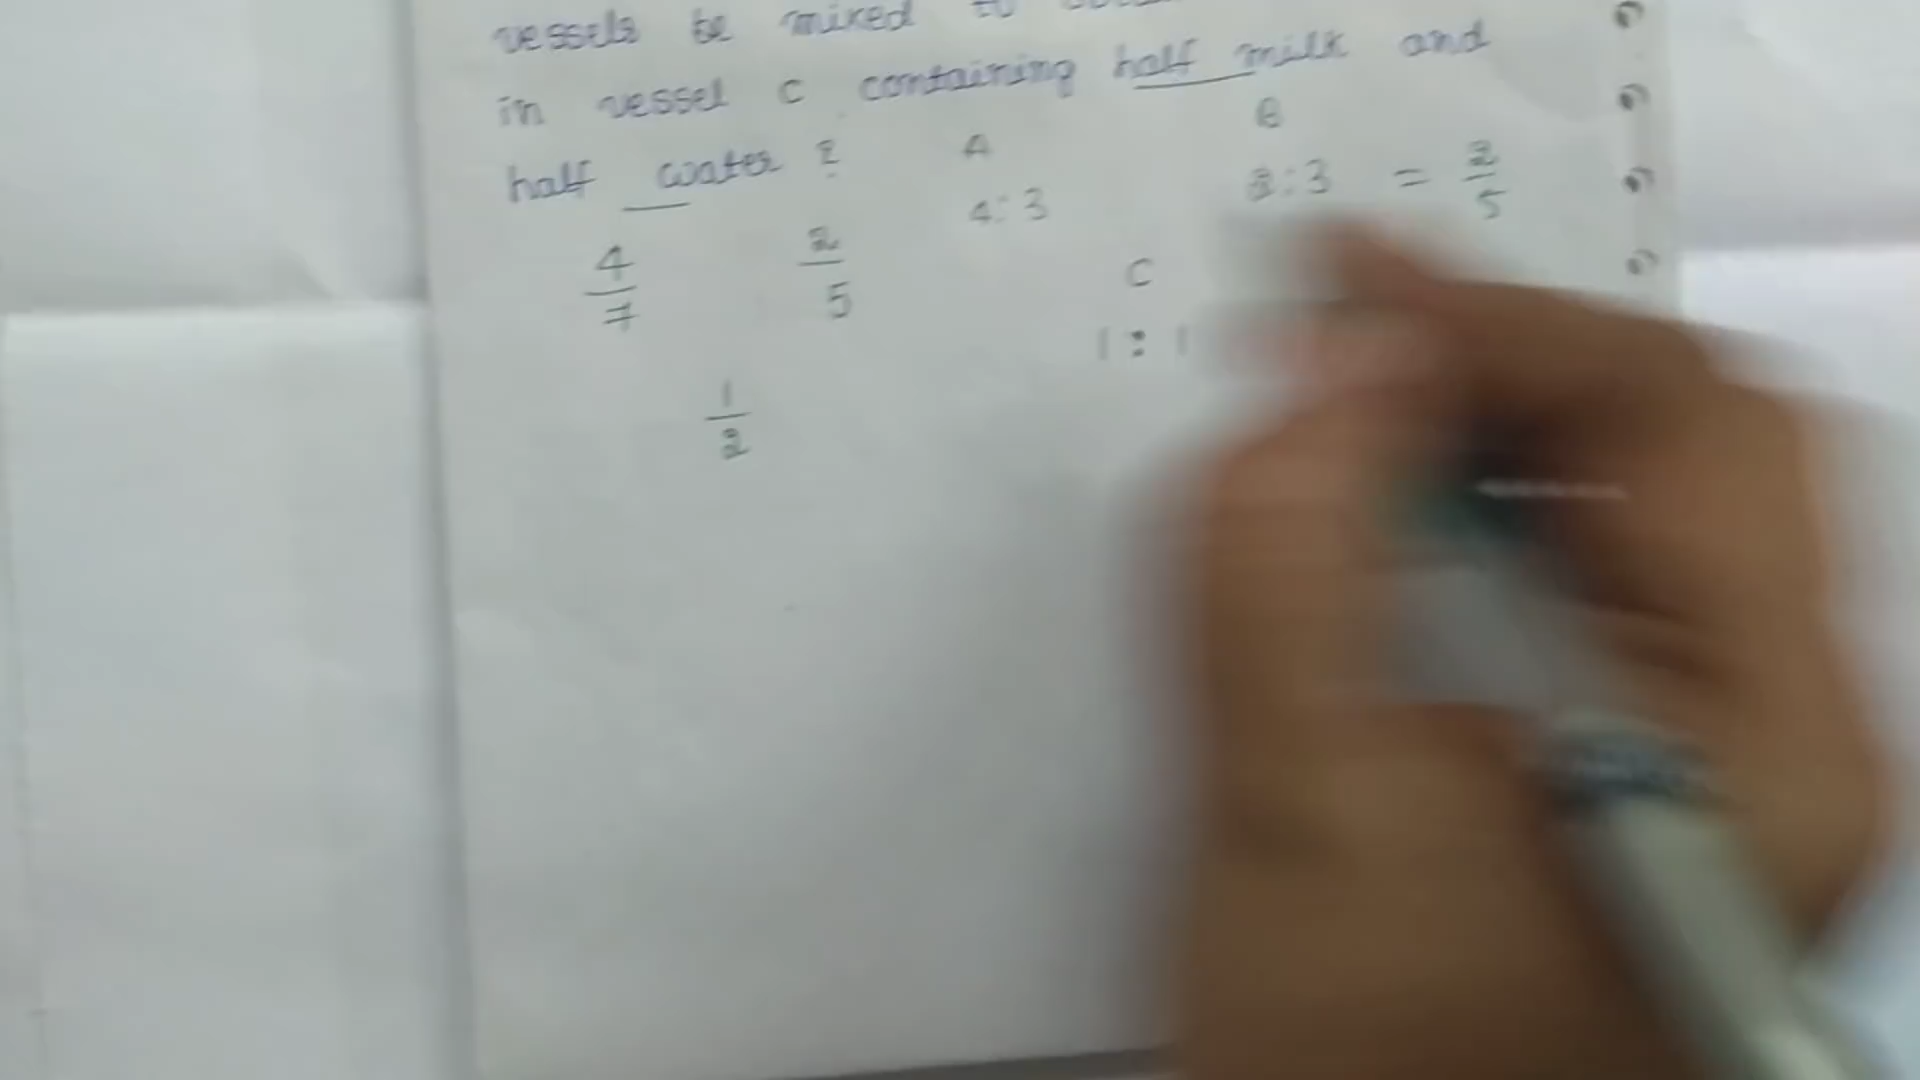 vessels be mixed to
in vessel C containing half milk and
half water ?
A
B
4:3
2:3 = 2/5
4/7
2/5
C
1:1
1/2